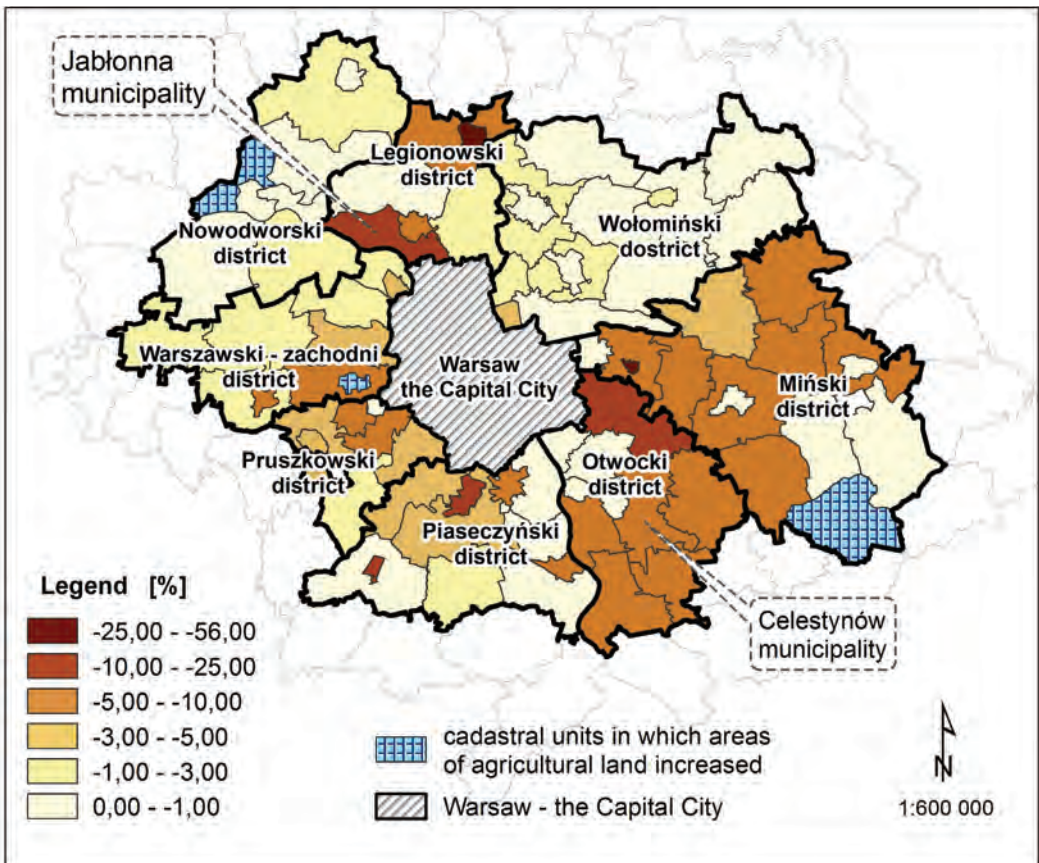 Jabłonna
municipality
Legionowski
district
Wołomiński
dostrict
Nowodworski
district
Warszawski - zachodni
district
Warsaw
the Capital City
Miński
district
Pruszkowski
district
Otwocki
district
Piaseczyński
district
Celestynów
municipality
Legend [%]
-25,00 - -56,00
-10,00 - -25,00
-5,00 - -10,00
-3,00 - -5,00
-1,00 - -3,00
0,00 - -1,00
cadastral units in which areas
of agricultural land increased
Warsaw - the Capital City
N
1:600 000